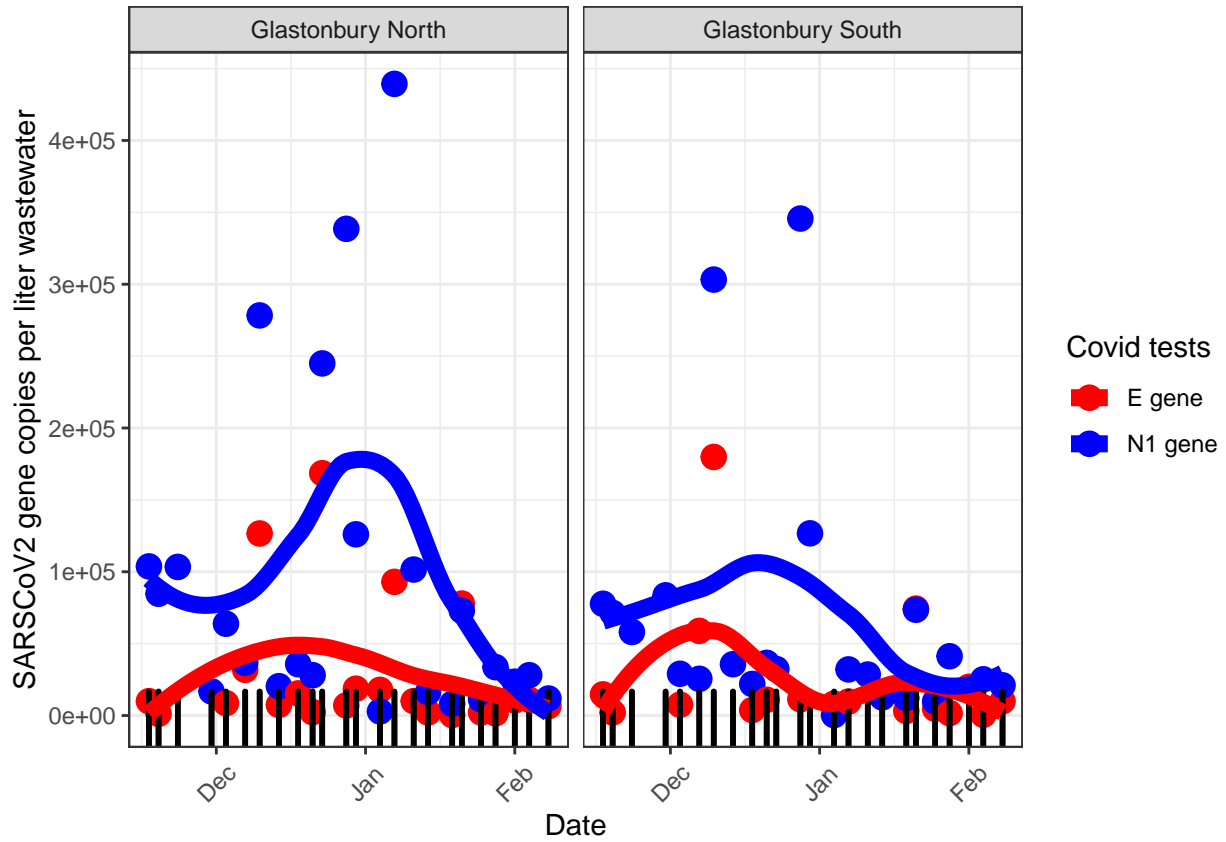 Glastonbury North
Glastonbury South
SARSCoV2 gene copies per liter wastewater
4e+05
3e+05
2e+05
1e+05
0e+00
Dec
Jan
Feb
Dec
Jan
Feb
Date
Covid tests
E gene
N1 gene